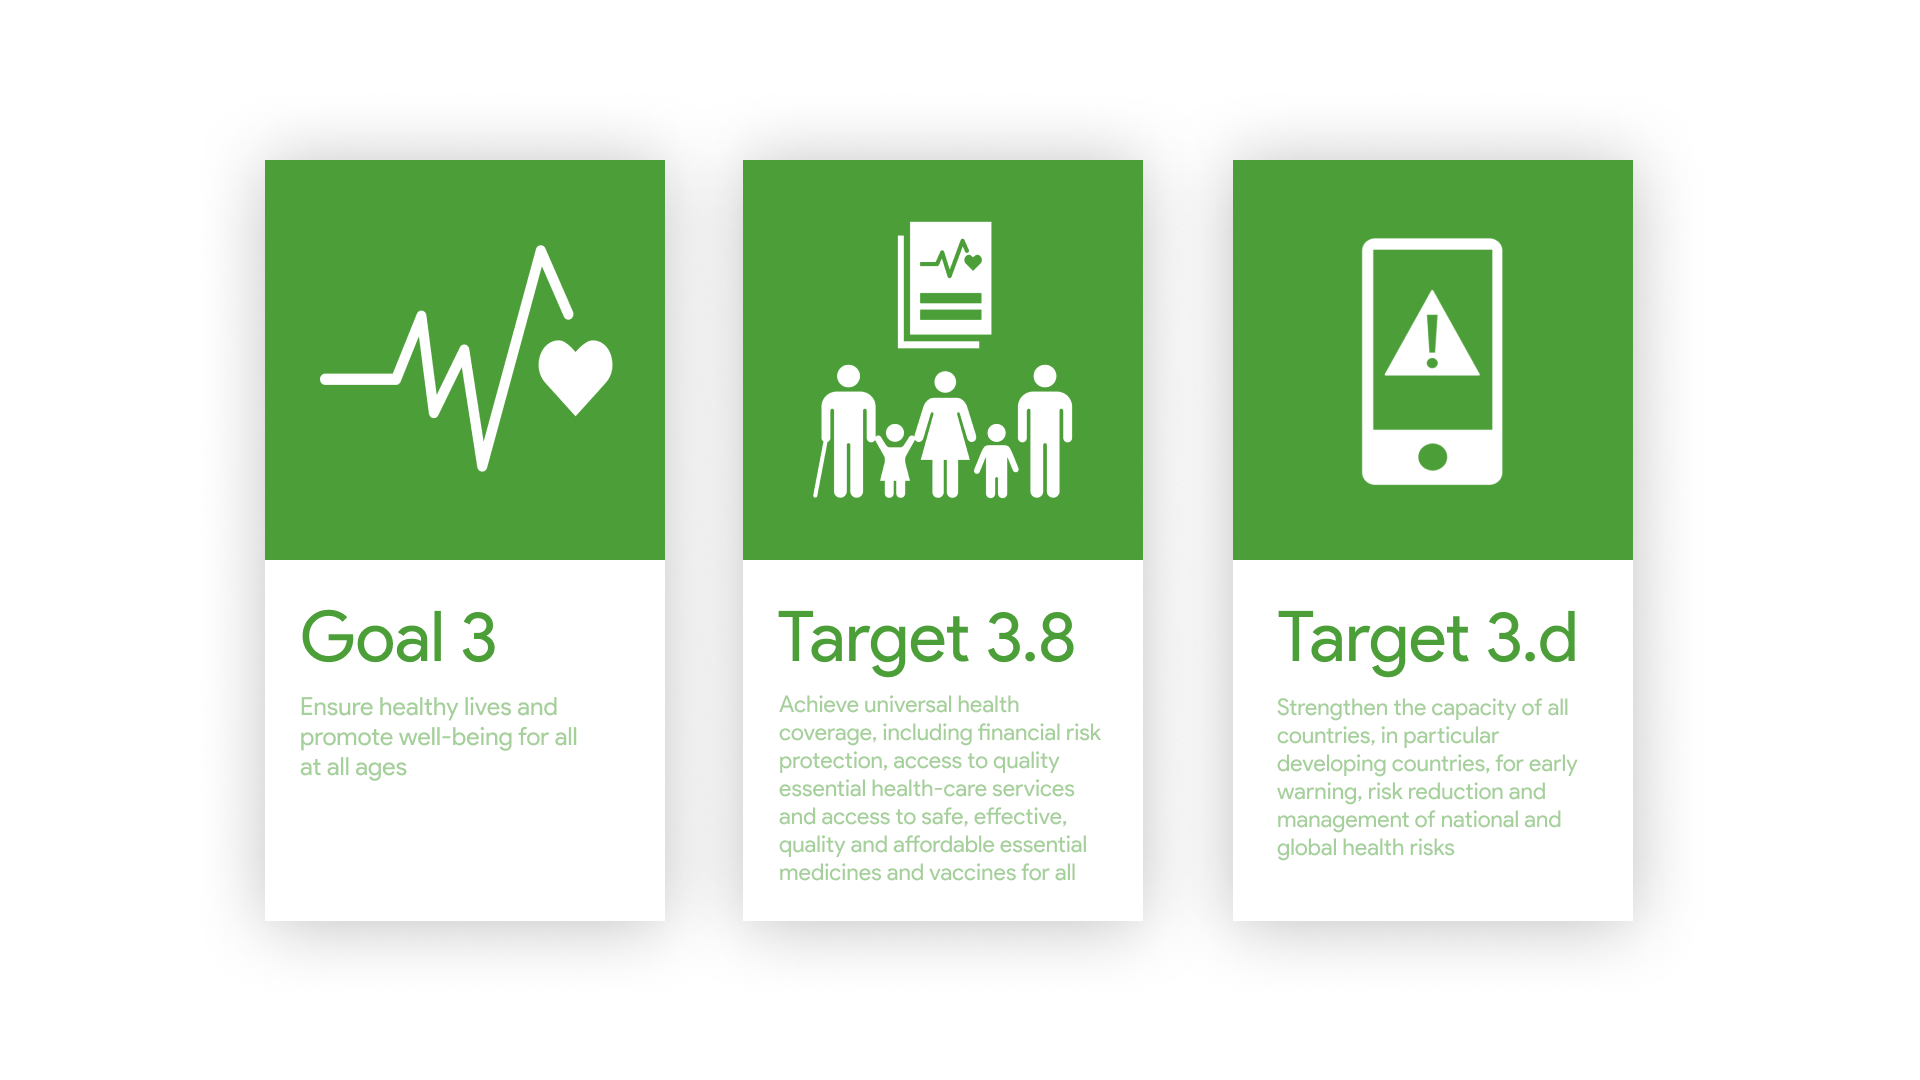 Goal 3
Ensure healthy lives and
promote well-being for all
at all ages
Target 3.8
Achieve universal health
coverage, including financial risk
protection, access to quality
essential health-care services
and access to safe, effective,
quality and affordable essential
medicines and vaccines for all
Target 3.d
Strengthen the capacity of all
countries, in particular
developing countries, for early
warning, risk reduction and
management of national and
global health risks